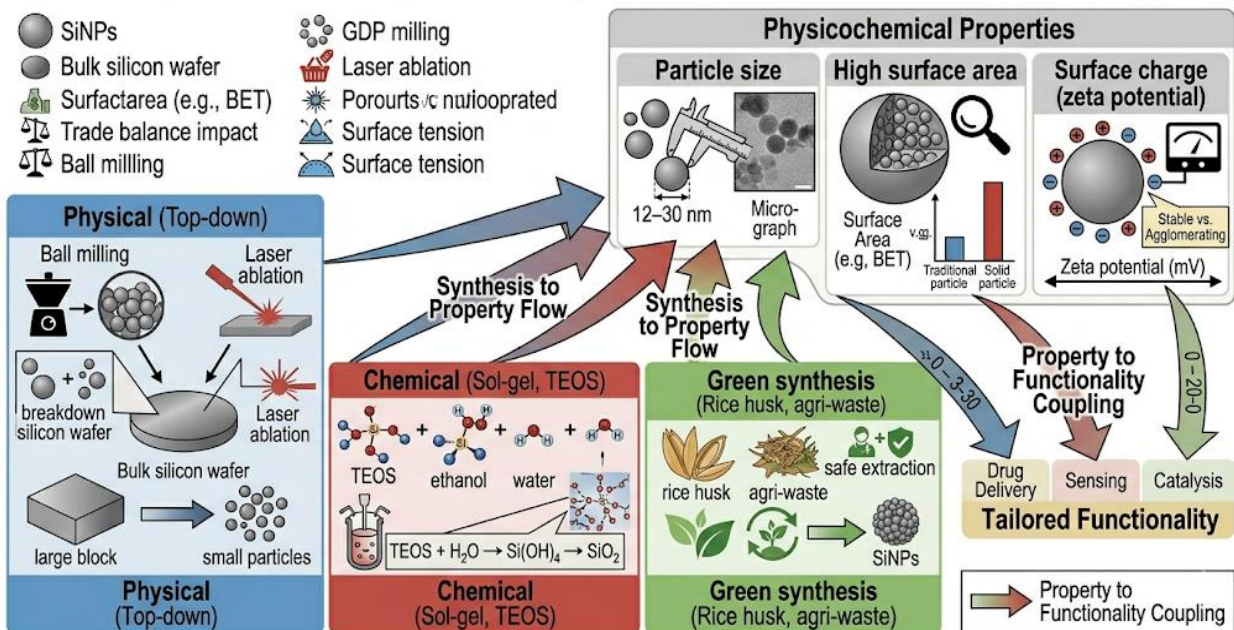 SiNPs
Bulk silicon wafer
Surfactarea (e.g., BET)
Trade balance impact
Ball millling
GDP milling
Laser ablation
Surface tension
Surface tension
Physicochemical Properties
Particle size
12–30 nm
Micro-
graph
High surface area
Surface
Area
(e.g, BET)
Traditional
particle
Solid
particle
Surface charge
(zeta potential)
Stable vs.
Agglomerating
Zeta potential (mV)
Physical (Top-down)
Ball milling
Laser
ablation
breakdown
silicon wafer
Laser
ablation
Bulk silicon wafer
large block
small particles
Physical
(Top-down)
Synthesis to
Property Flow
Synthesis
to Property
Flow
Chemical (Sol-gel, TEOS)
TEOS
ethanol
water
TEOS + H₂O → Si(OH)₄ → SiO₂
Chemical
(Sol-gel, TEOS)
Green synthesis
(Rice husk, agri-waste)
rice husk
agri-waste
safe extraction
SiNPs
Green synthesis
(Rice husk, agri-waste)
Property to
Functionality
Coupling
0 – 3-30
0 – 20-0
Drug
Delivery
Sensing
Catalysis
Tailored Functionality
Property to
Functionality Coupling